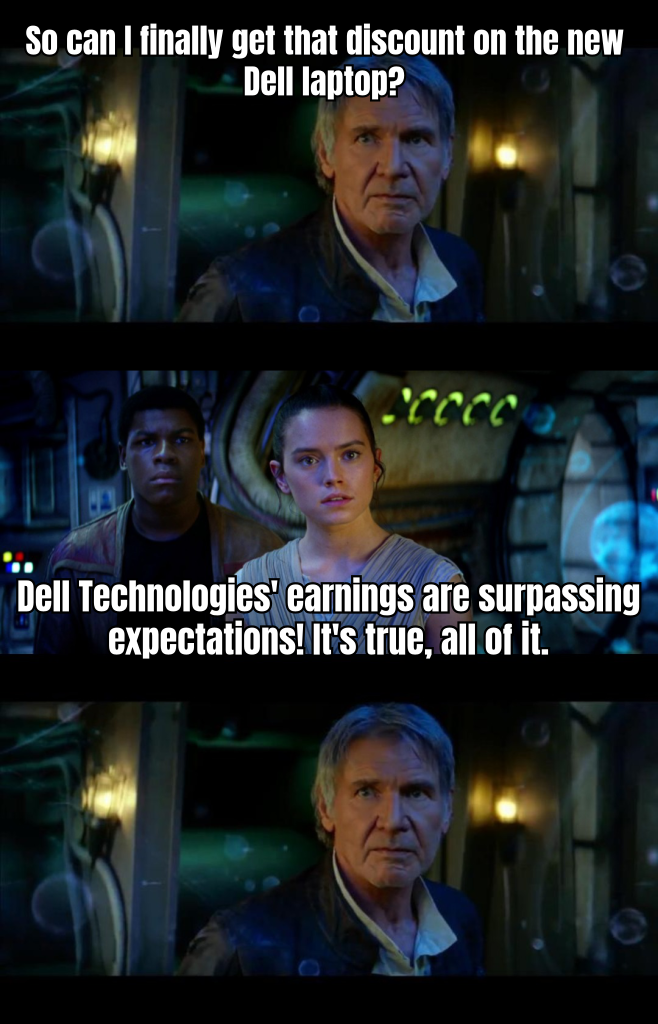 So can I finally get that discount on the new
Dell laptop?
Dell Technologies' earnings are surpassing
expectations! It's true, all of it.